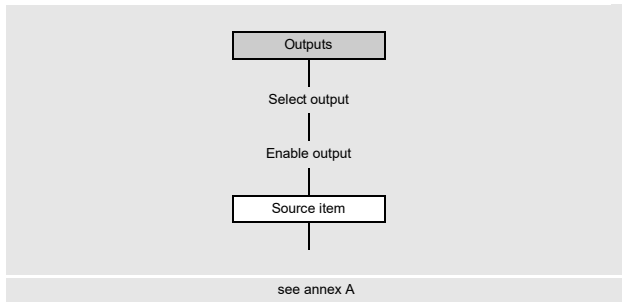 Outputs
Select output
Enable output
Source item
see annex A